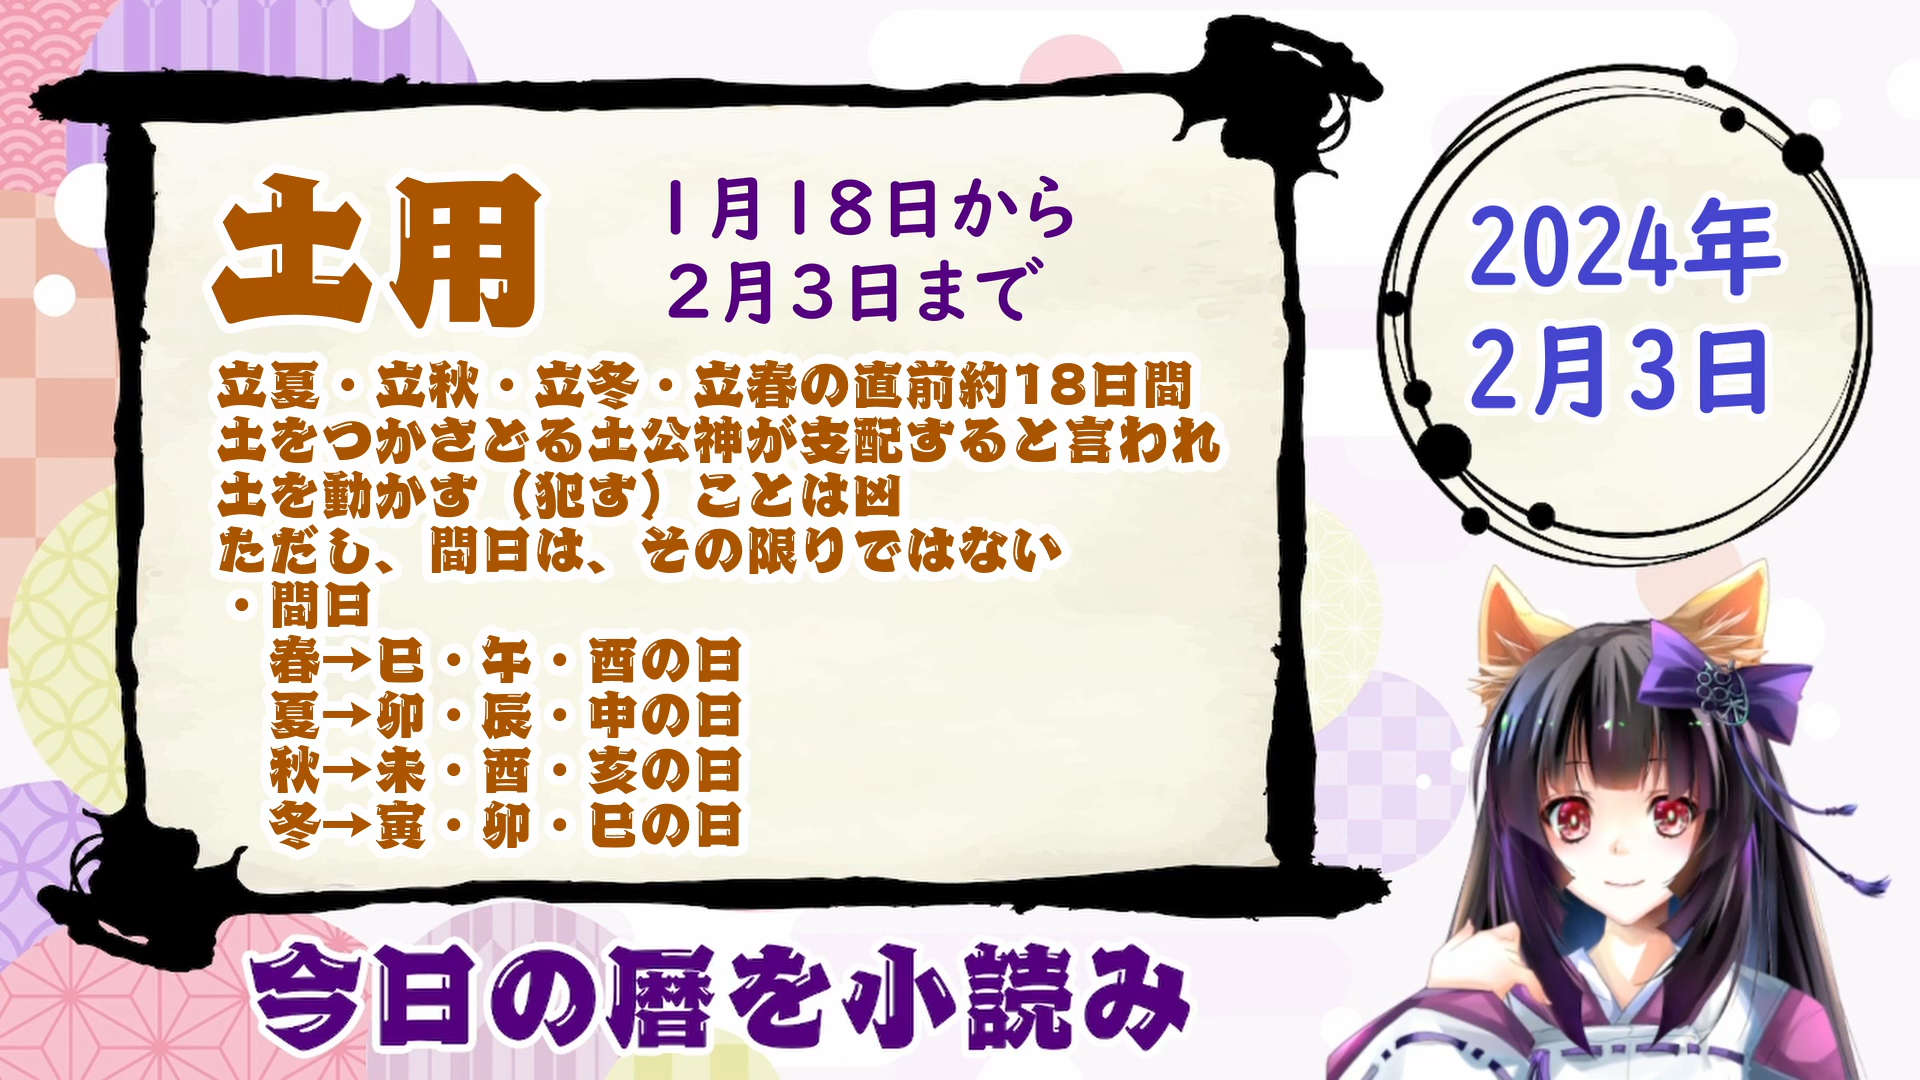 土用
1月18日から
2月3日まで
立夏・立秋・立冬・立春の直前約18日間
土をつかさどる土公神が支配すると言われ
土を動かす（犯す）ことは凶
ただし、間日は、その限りではない
・間日
春→巳・午・酉の日
夏→卯・辰・申の日
秋→未・酉・亥の日
冬→寅・卯・巳の日
2024年
2月3日
今日の暦を小読み